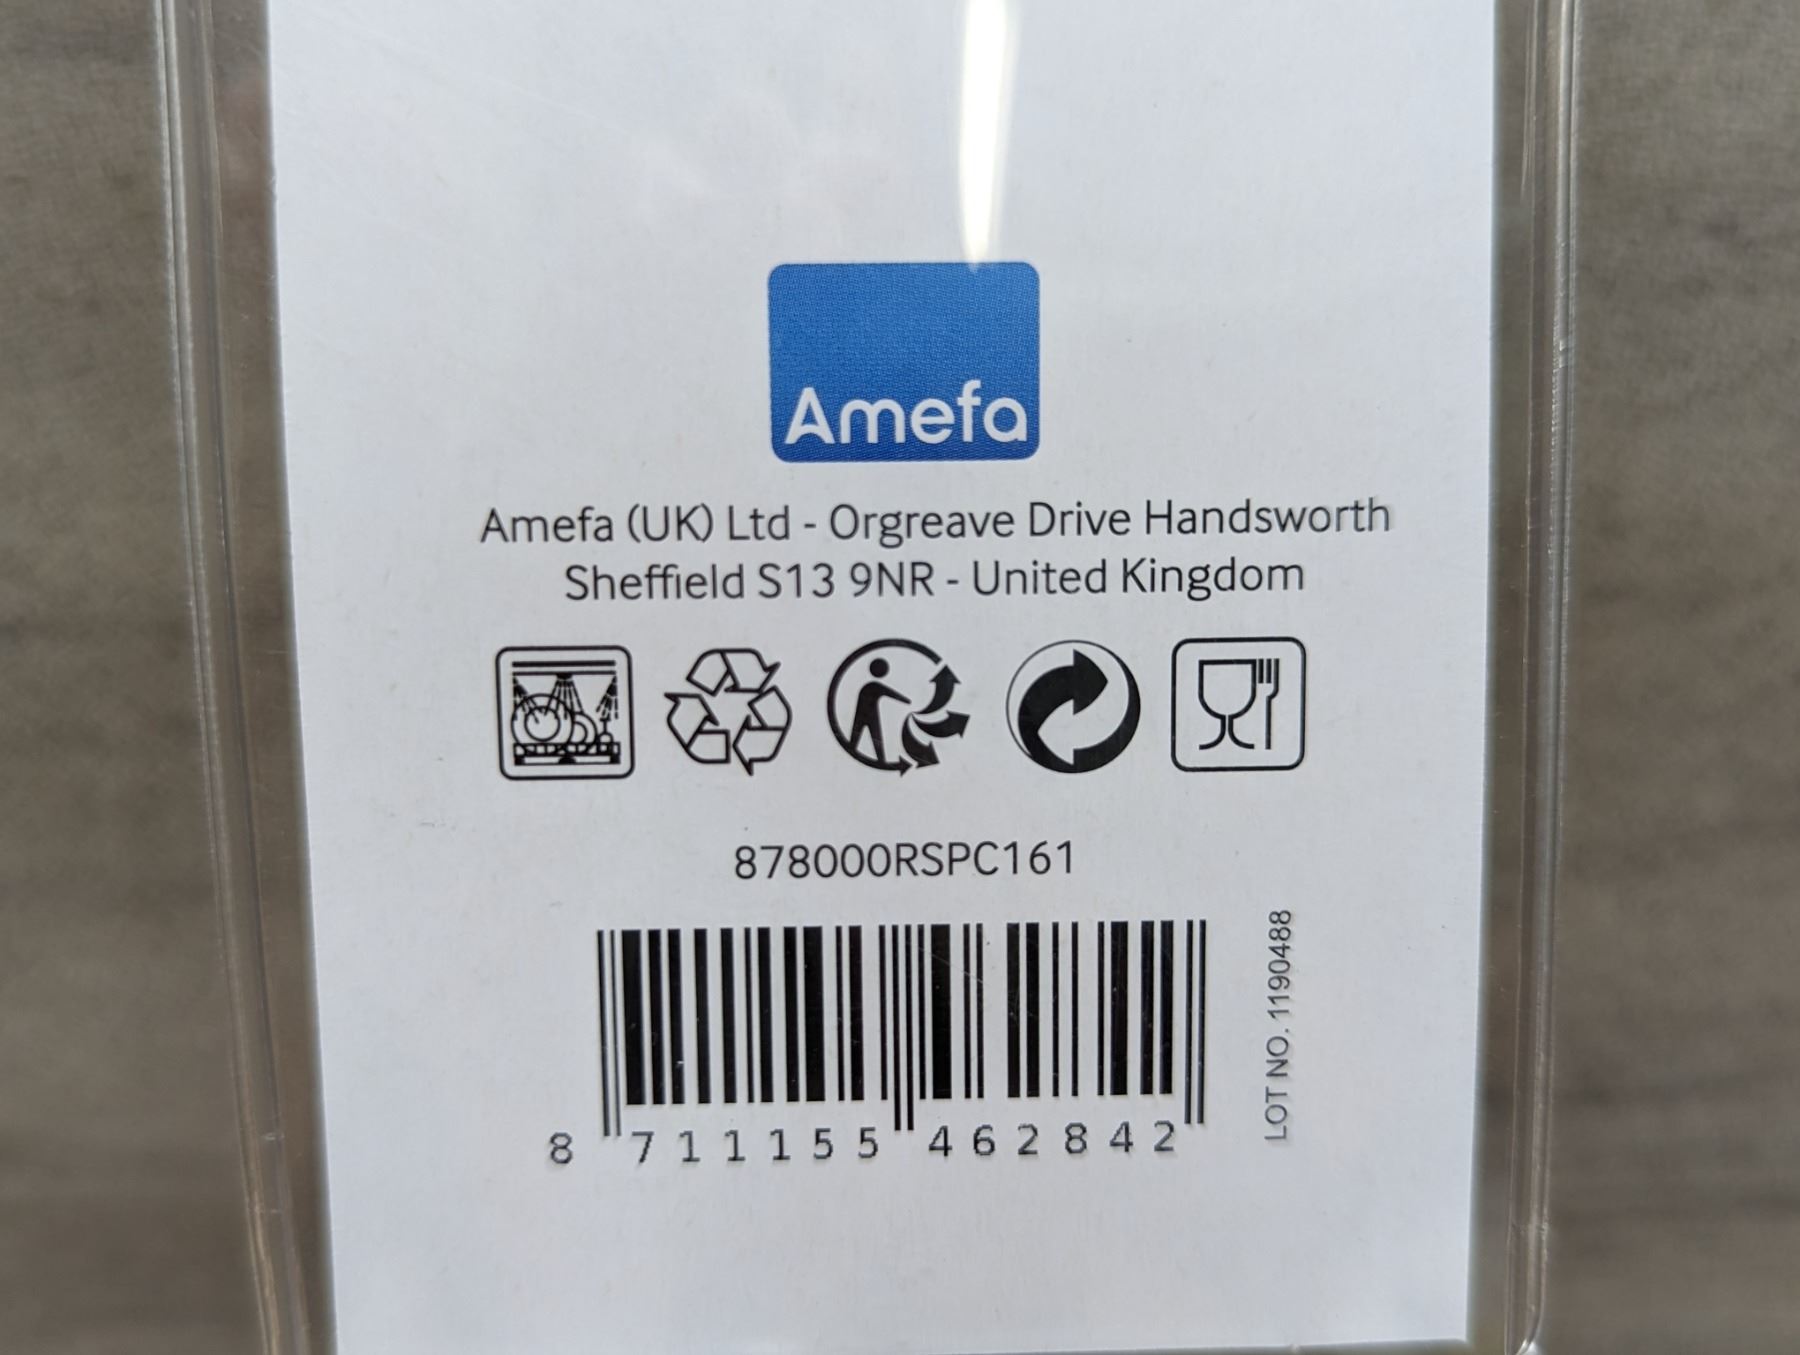 Amefa
Amefa (UK) Ltd - Orgreave Drive Handsworth
Sheffield S13 9NR - United Kingdom
878000RSPC161
8 711155 462842
LOT NO. 1190488